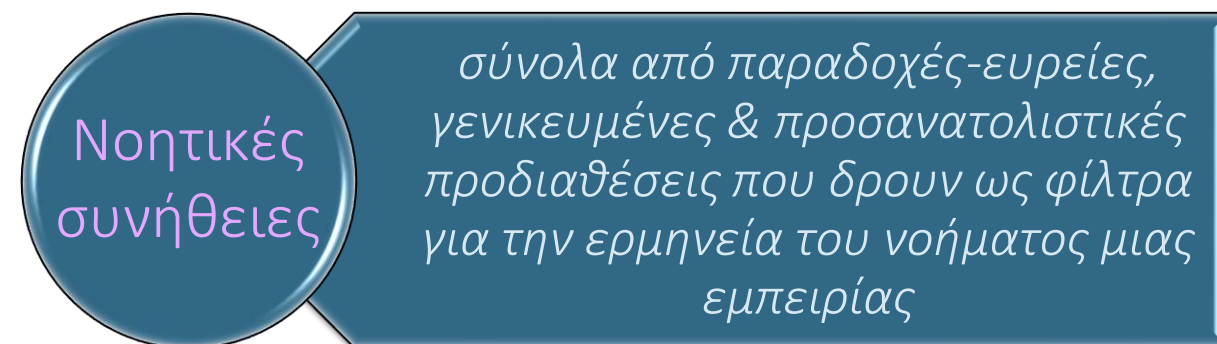 Νοητικές
συνήθειες
σύνολα από παραδοχές-ευρείες,
γενικευμένες & προσανατολιστικές
προδιαθέσεις που δρουν ως φίλτρα
για την ερμηνεία του νοήματος μιας
εμπειρίας